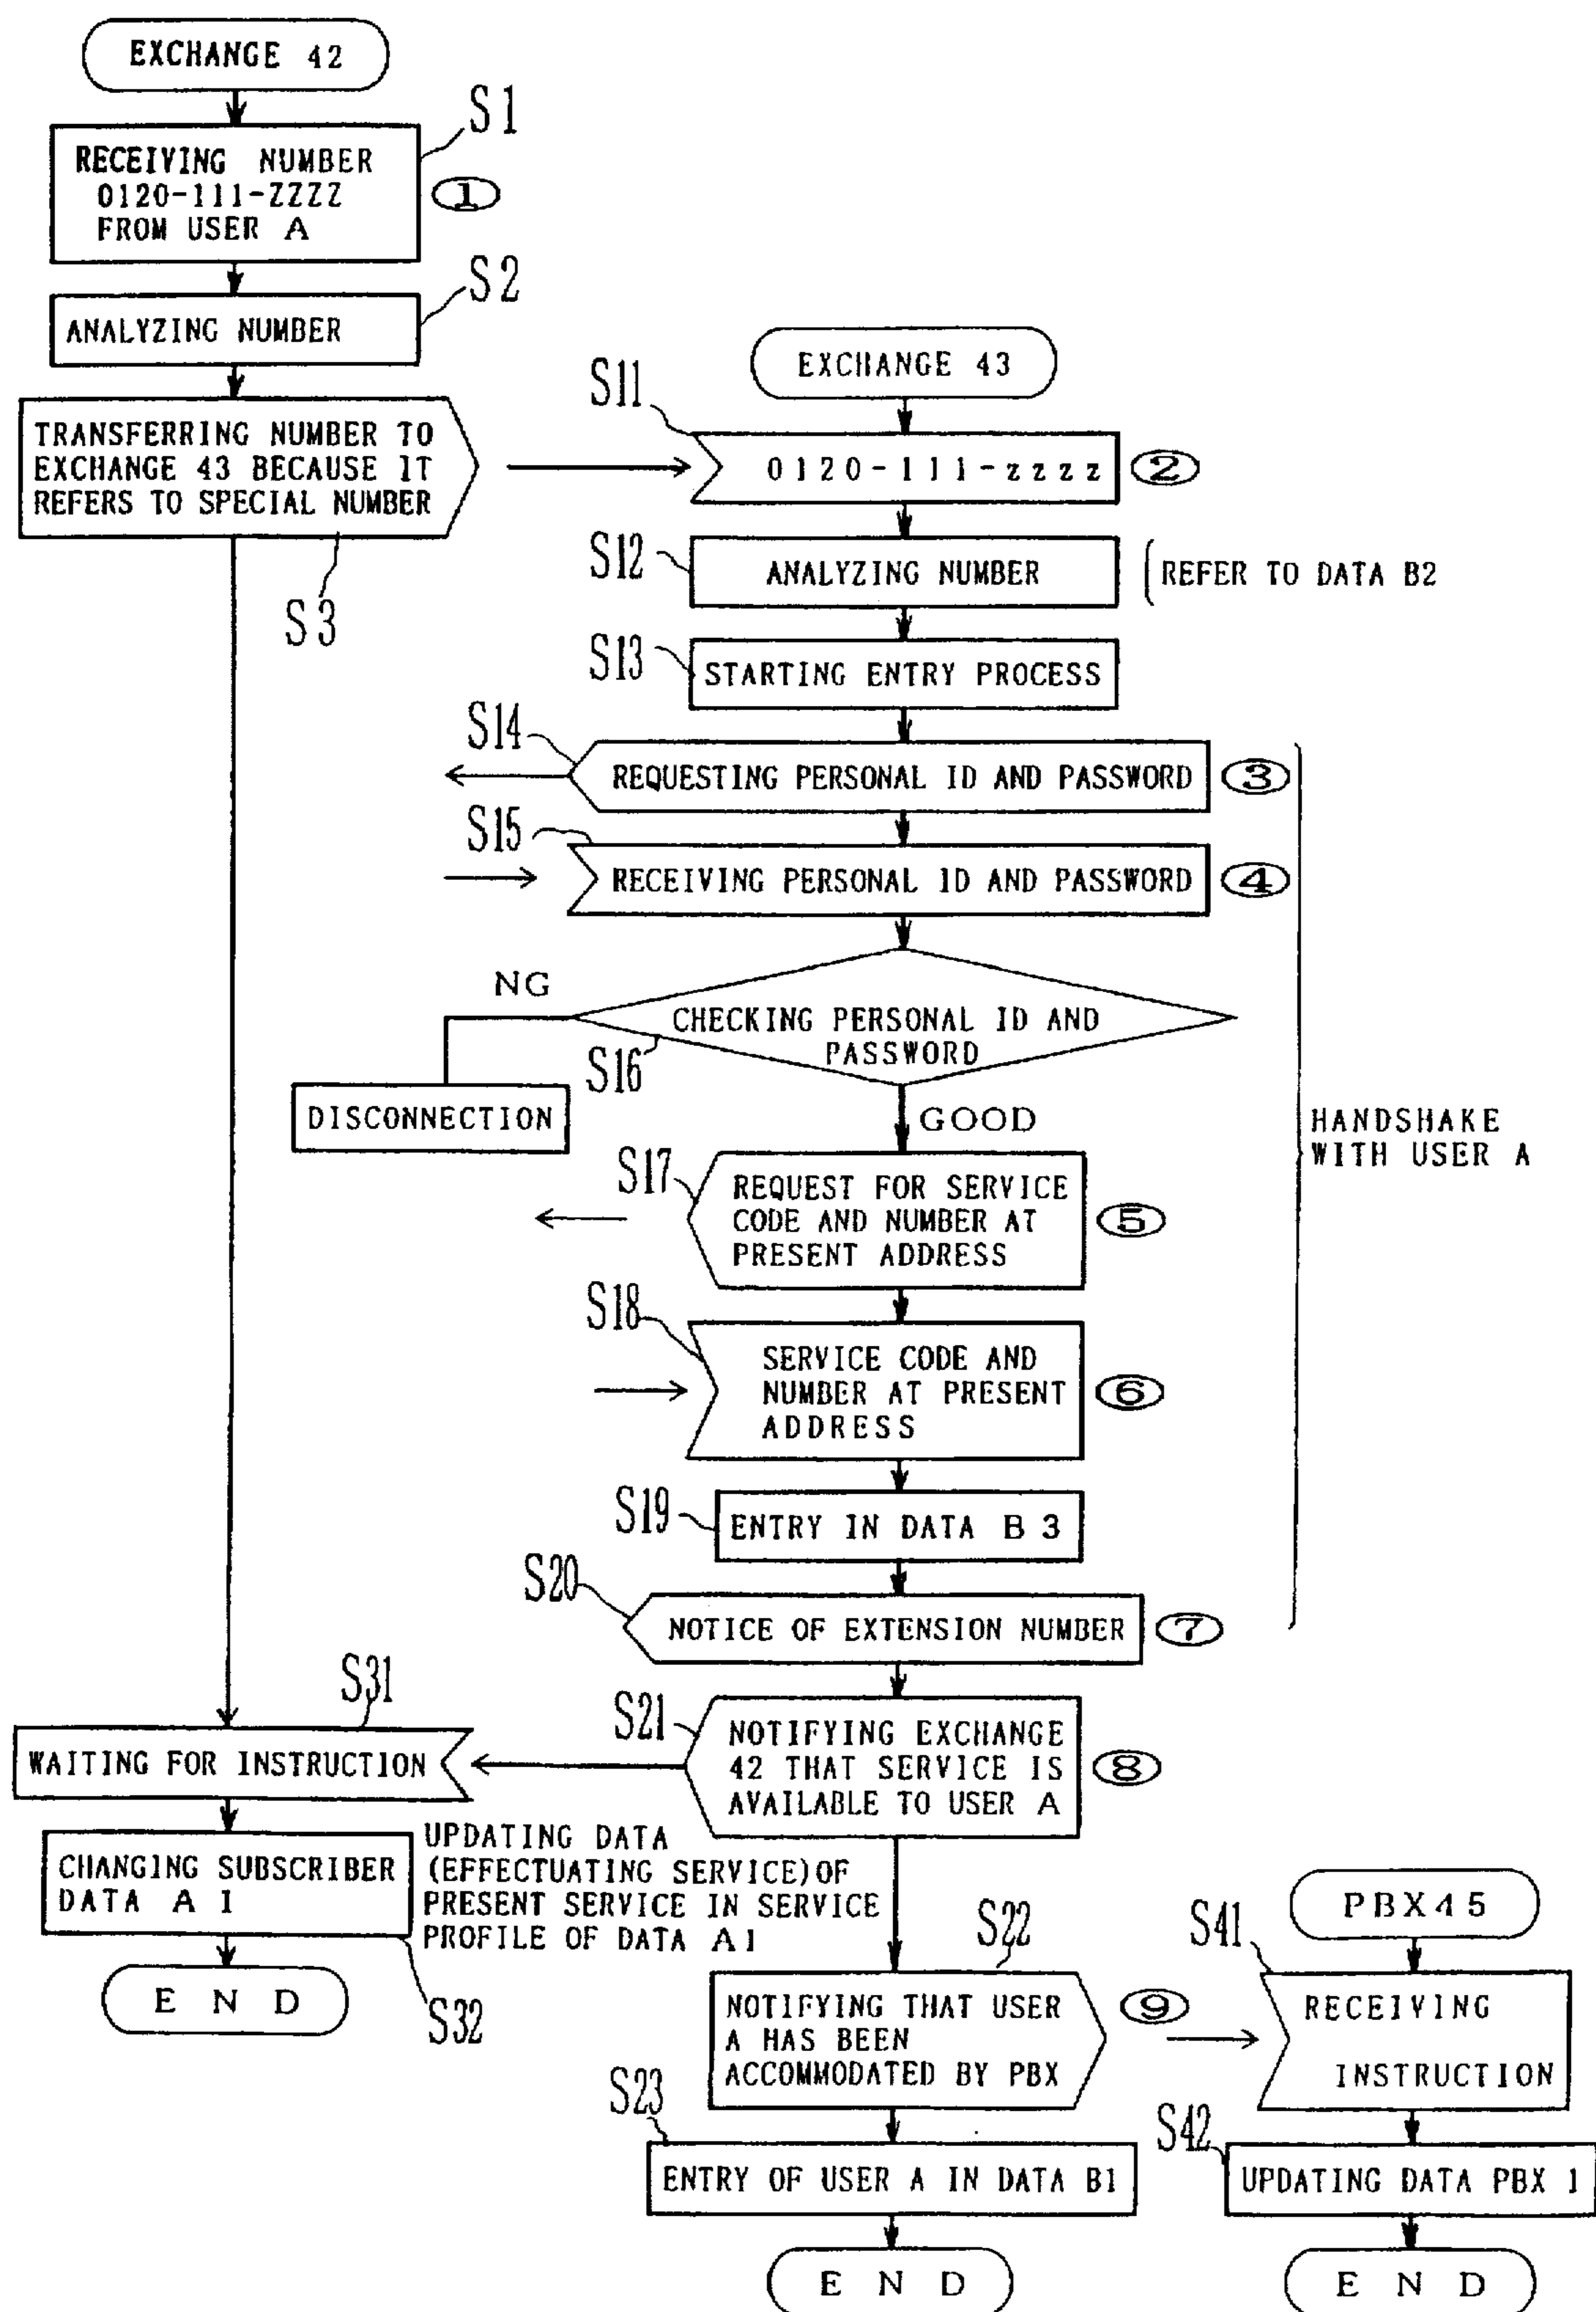 EXCHANGE 42
S1
RECEIVING NUMBER
0120-111-ZZZZ
FROM USER A
①
S2
ANALYZING NUMBER
TRANSFERRING NUMBER TO
EXCHANGE 43 BECAUSE IT
REFERS TO SPECIAL NUMBER
S3
EXCHANGE 43
S11
0120-111-zzzz
②
S12
ANALYZING NUMBER
REFER TO DATA B2
S13
STARTING ENTRY PROCESS
S14
REQUESTING PERSONAL ID AND PASSWORD
③
S15
RECEIVING PERSONAL ID AND PASSWORD
④
NG
CHECKING PERSONAL ID AND
PASSWORD
S16
DISCONNECTION
GOOD
HANDSHAKE
WITH USER A
S17
REQUEST FOR SERVICE
CODE AND NUMBER AT
PRESENT ADDRESS
⑤
S18
SERVICE CODE AND
NUMBER AT PRESENT
ADDRESS
⑥
S19
ENTRY IN DATA B3
S20
NOTICE OF EXTENSION NUMBER
⑦
S31
WAITING FOR INSTRUCTION
S21
NOTIFYING EXCHANGE
42 THAT SERVICE IS
AVAILABLE TO USER A
⑧
CHANGING SUBSCRIBER
DATA A1
UPDATING DATA
(EFFECTUATING SERVICE)OF
PRESENT SERVICE IN SERVICE
PROFILE OF DATA A1
S32
END
S22
NOTIFYING THAT USER
A HAS BEEN
ACCOMMODATED BY PBX
⑨
PBX45
S41
RECEIVING
INSTRUCTION
S23
ENTRY OF USER A IN DATA B1
END
S42
UPDATING DATA PBX 1
END